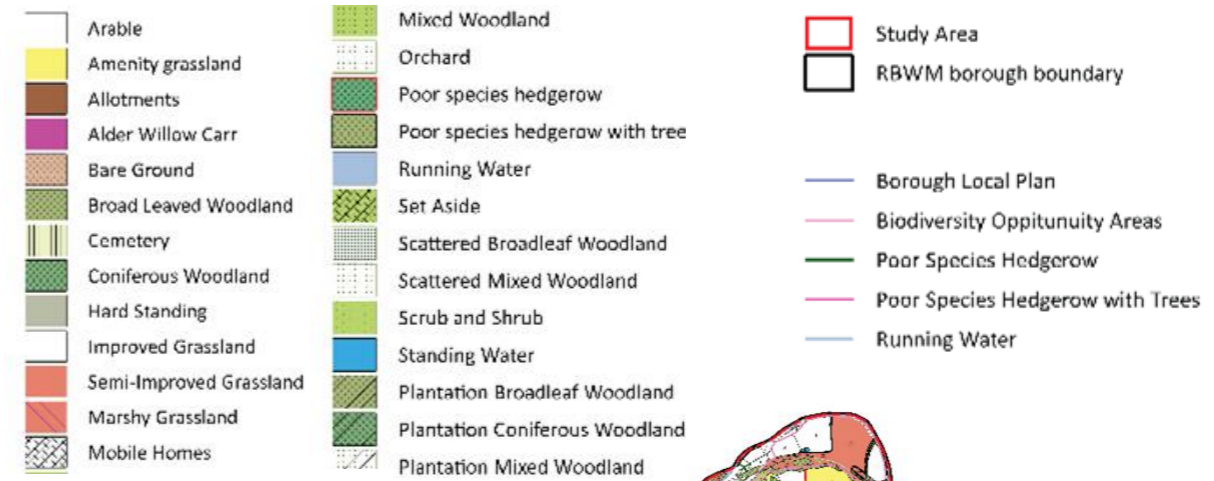 Arable
Amenity grassland
Allotments
Alder Willow Carr
Bare Ground
Broad Leaved Woodland
Cemetery
Coniferous Woodland
Hard Standing
Improved Grassland
Semi-Improved Grassland
Marshy Grassland
Mobile Homes
Mixed Woodland
Orchard
Poor species hedgerow
Poor species hedgerow with tree
Running Water
Set Aside
Scattered Broadleaf Woodland
Scattered Mixed Woodland
Scrub and Shrub
Standing Water
Plantation Broadleaf Woodland
Plantation Coniferous Woodland
Plantation Mixed Woodland
Study Area
RBWM borough boundary
Borough Local Plan
Biodiversity Oppitunuity Areas
Poor Species Hedgerow
Poor Species Hedgerow with Trees
Running Water